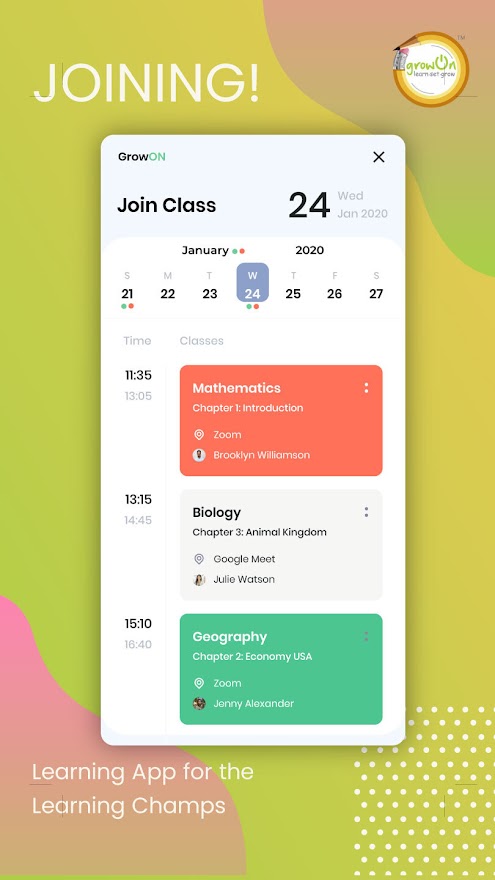 JOINING!
TM
growOn
learn eat grow
GrowON
Join Class
24 Wed
Jan 2020
January 2020
S M T W T F S
21 22 23 24 25 26 27
Time Classes
11:35
13:05
Mathematics
Chapter 1: Introduction
Zoom
Brooklyn Williamson
13:15
14:45
Biology
Chapter 3: Animal Kingdom
Google Meet
Julie Watson
15:10
16:40
Geography
Chapter 2: Economy USA
Zoom
Jenny Alexander
Learning App for the
Learning Champs